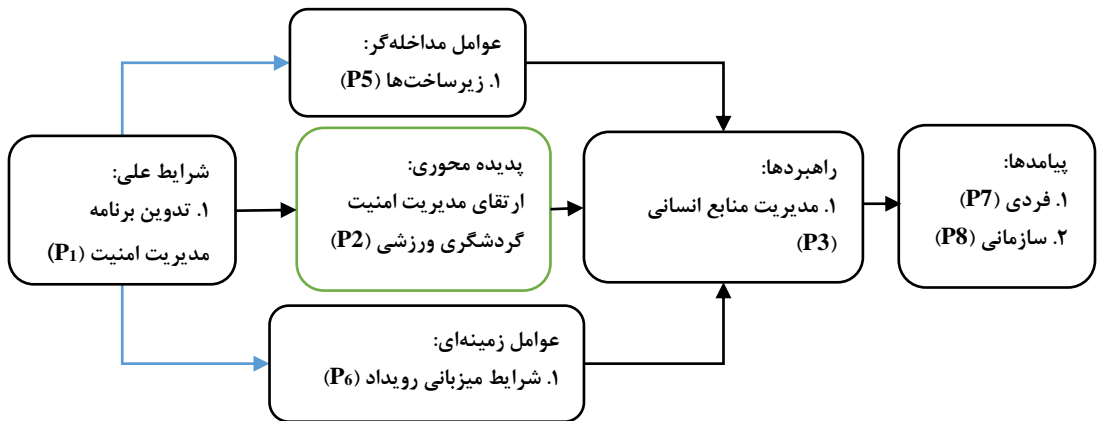 عوامل مداخله‌گر:
۱. زیرساخت‌ها (P5)
شرایط علی:
۱. تدوین برنامه
مدیریت امنیت (P1)
پدیده محوری:
ارتقای مدیریت امنیت
گردشگری ورزشی (P2)
راهبردها:
۱. مدیریت منابع انسانی
(P3)
پیامدها:
۱. فردی (P7)
۲. سازمانی (P8)
عوامل زمینه‌ای:
۱. شرایط میزبانی رویداد (P6)